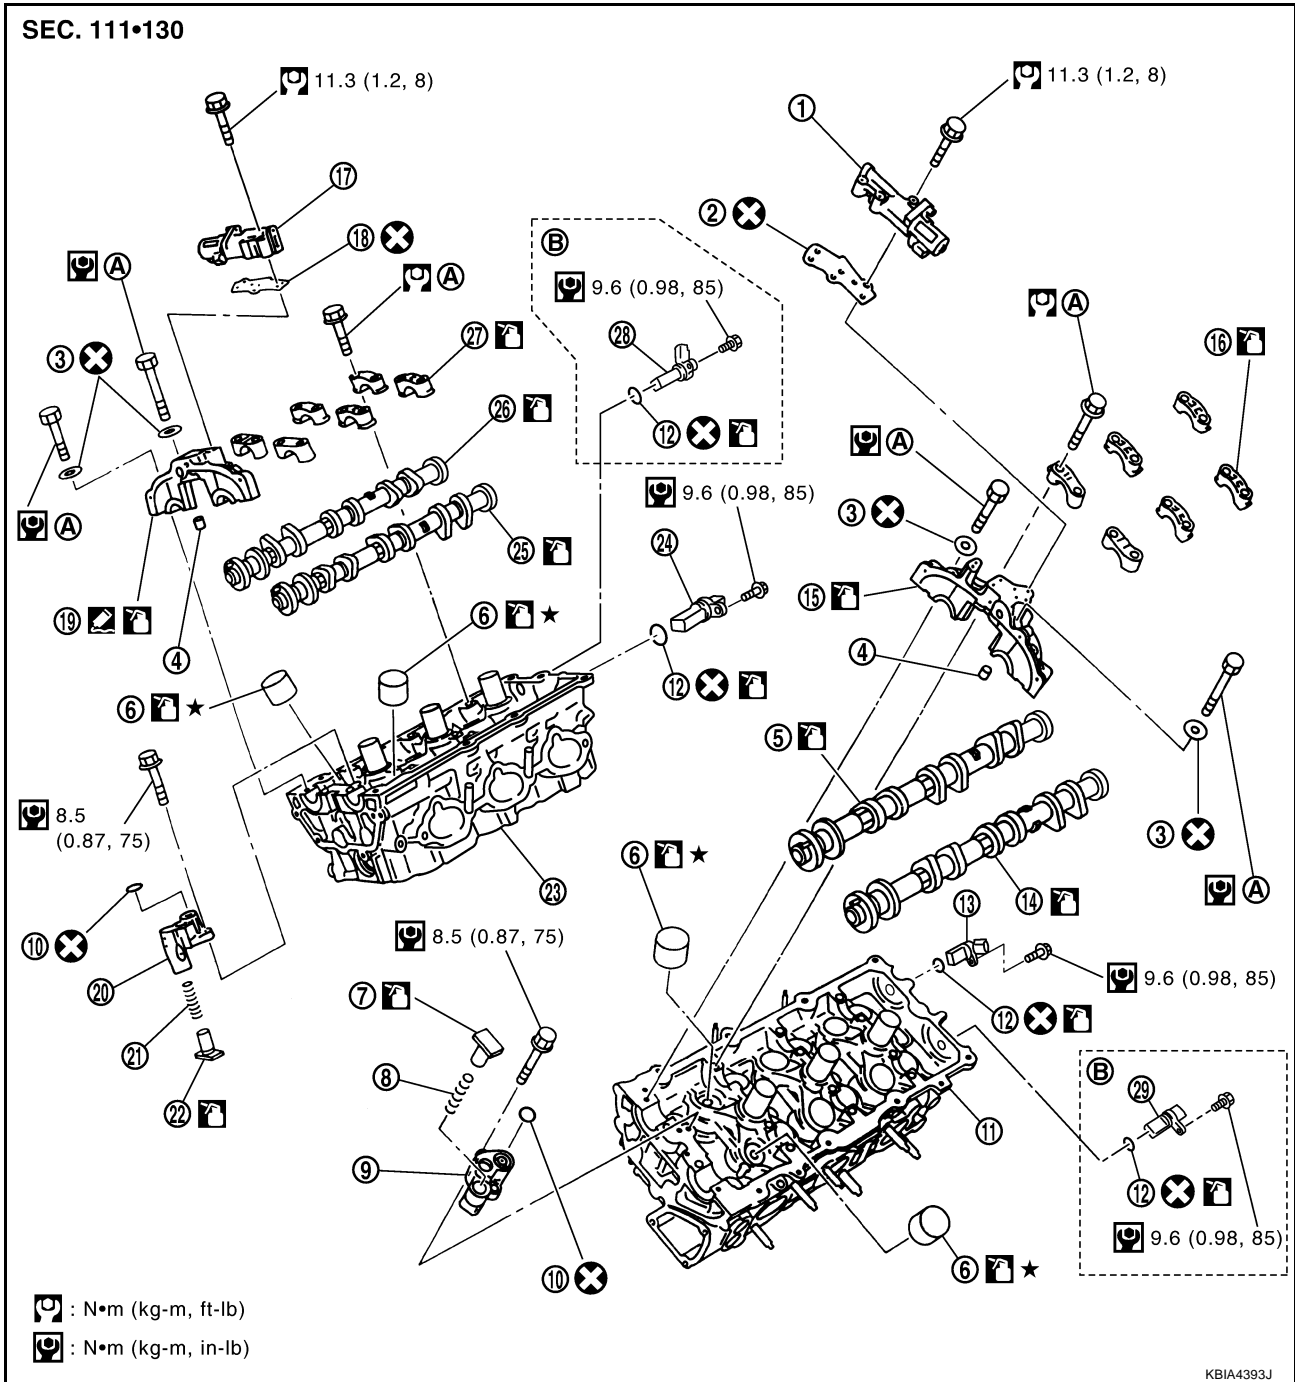 SEC. 111•130
11.3 (1.2, 8)
11.3 (1.2, 8)
1
17
2
18
B
A
A
9.6 (0.98, 85)
A
3
27
28
16
26
12
A
9.6 (0.98, 85)
3
A
24
25
15
19
6 ★
4
4
12
6 ★
5
8.5
(0.87, 75)
3
6 ★
23
14
13
A
10
8.5 (0.87, 75)
20
9.6 (0.98, 85)
7
12
21
8
B
29
22
11
9
12
9.6 (0.98, 85)
10
6 ★
: N•m (kg-m, ft-lb)
: N•m (kg-m, in-lb)
KBIA4393J